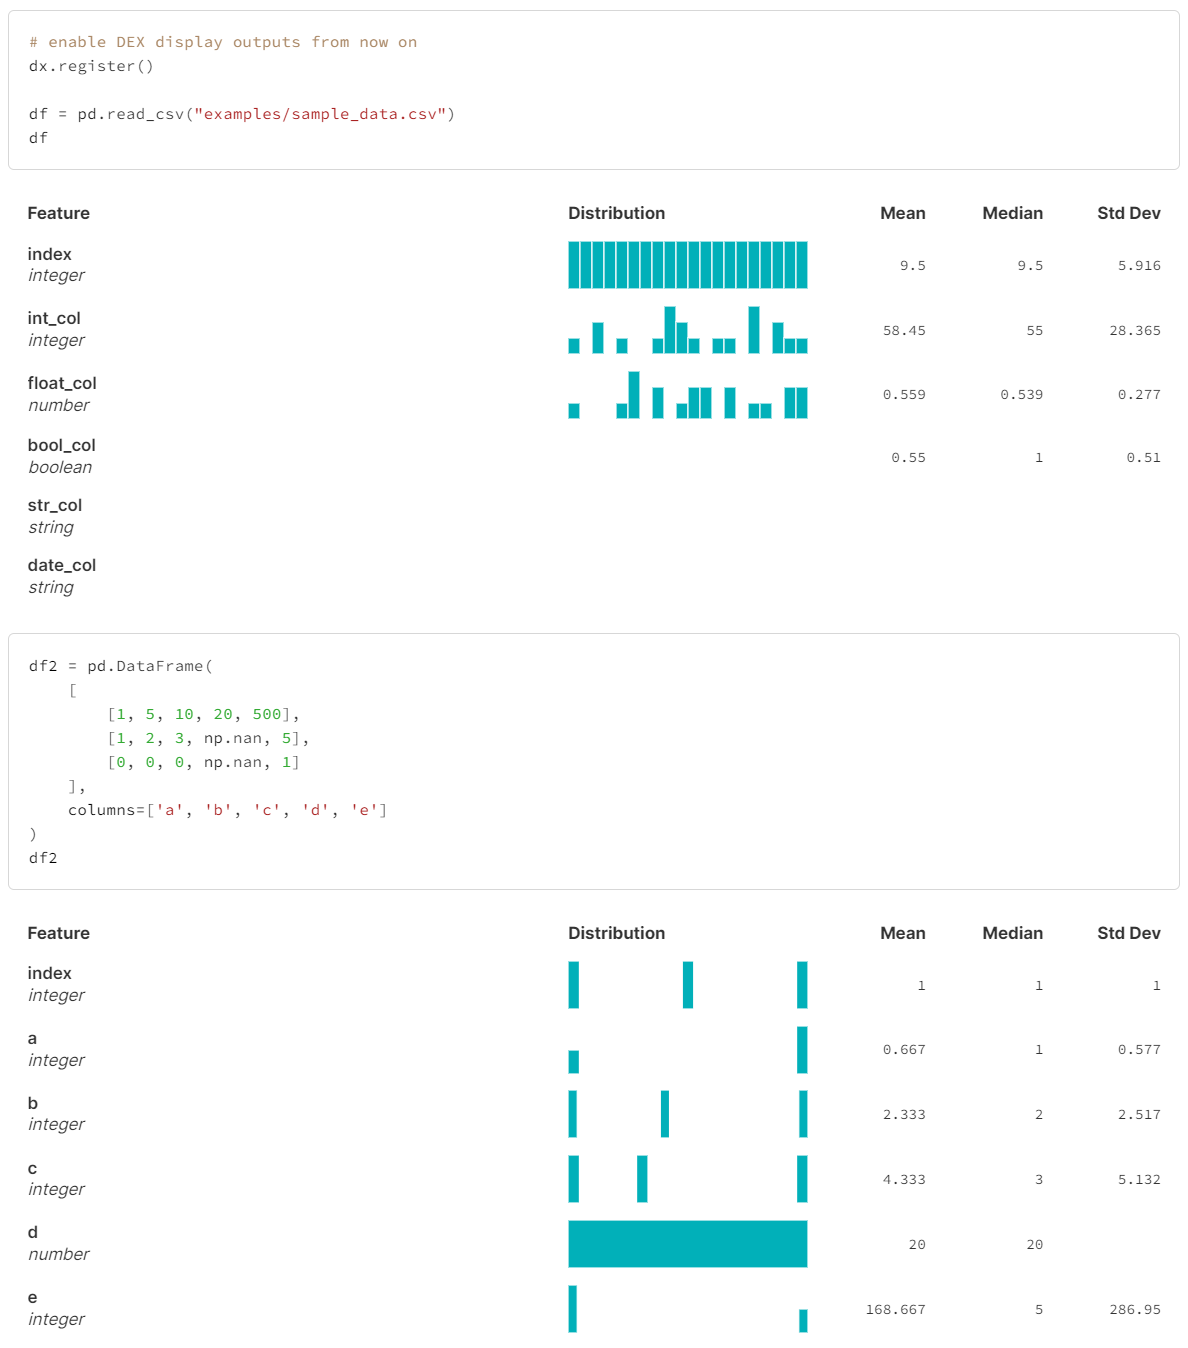 # enable DEX display outputs from now on
dx.register()
df = pd.read_csv("examples/sample_data.csv")
df
Feature Distribution Mean Median Std Dev
index
integer
9.5 9.5 5.916
int_col
integer
58.45 55 28.365
float_col
number
0.559 0.539 0.277
bool_col
boolean
0.55 1 0.51
str_col
string
date_col
string
df2 = pd.DataFrame(
    [
        [1, 5, 10, 20, 500],
        [1, 2, 3, np.nan, 5],
        [0, 0, 0, np.nan, 1]
    ],
    columns=['a', 'b', 'c', 'd', 'e']
)
df2
Feature Distribution Mean Median Std Dev
index
integer
1 1 1
a
integer
0.667 1 0.577
b
integer
2.333 2 2.517
c
integer
4.333 3 5.132
d
number
20 20
e
integer
168.667 5 286.95